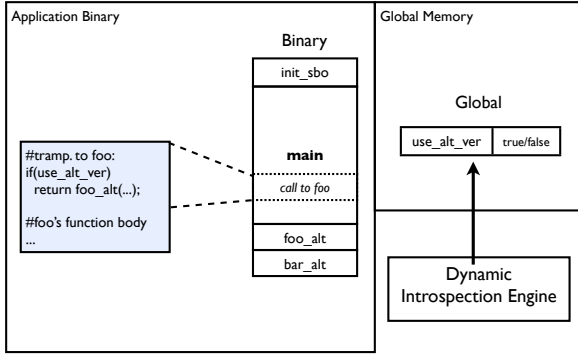 Application Binary
Binary
init_sbo
main
call to foo
foo_alt
bar_alt
#tramp. to foo:
if(use_alt_ver)
return foo_alt(...);
#foo's function body
...
Global Memory
Global
use_alt_ver true/false
Dynamic
Introspection Engine